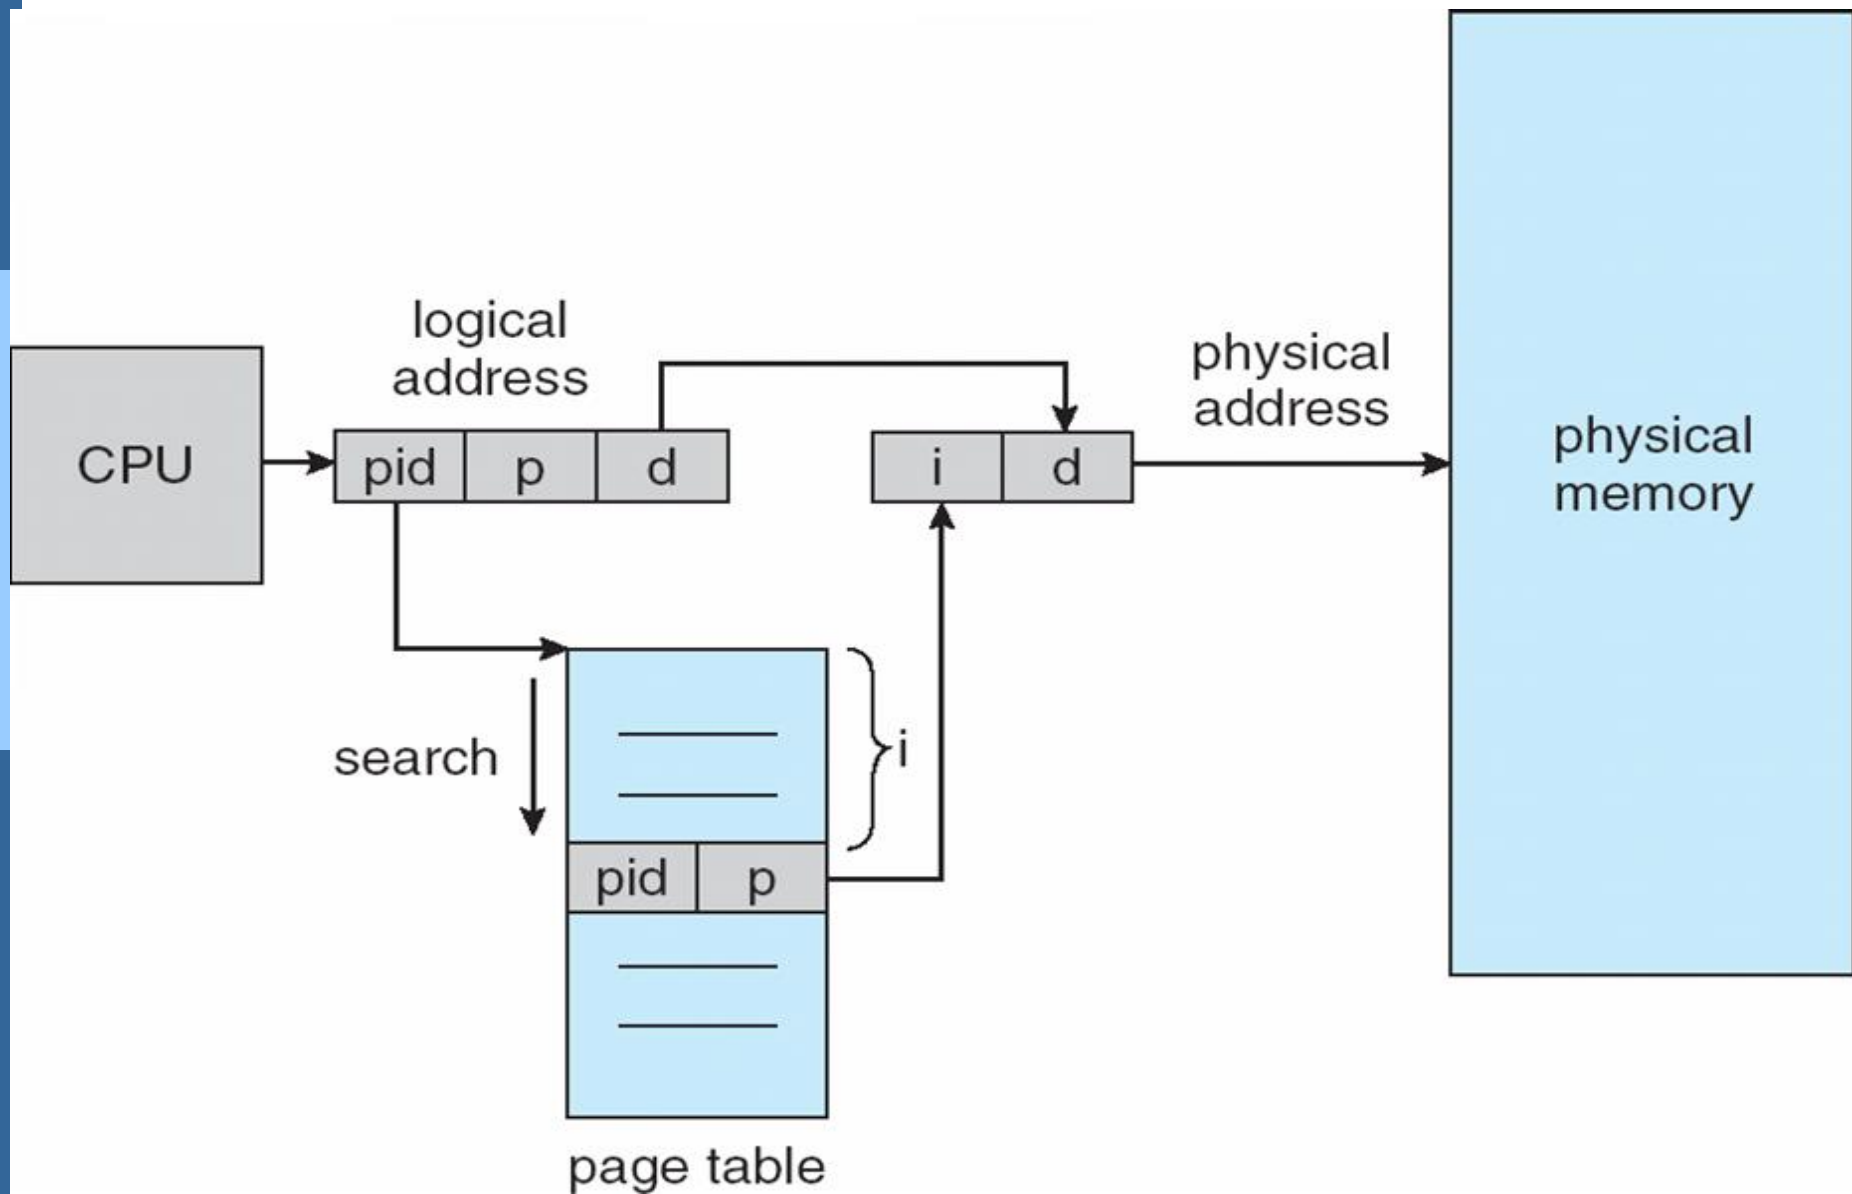 logical
address
physical
address
CPU
pid p d
i d
physical
memory
search
i
pid p
page table